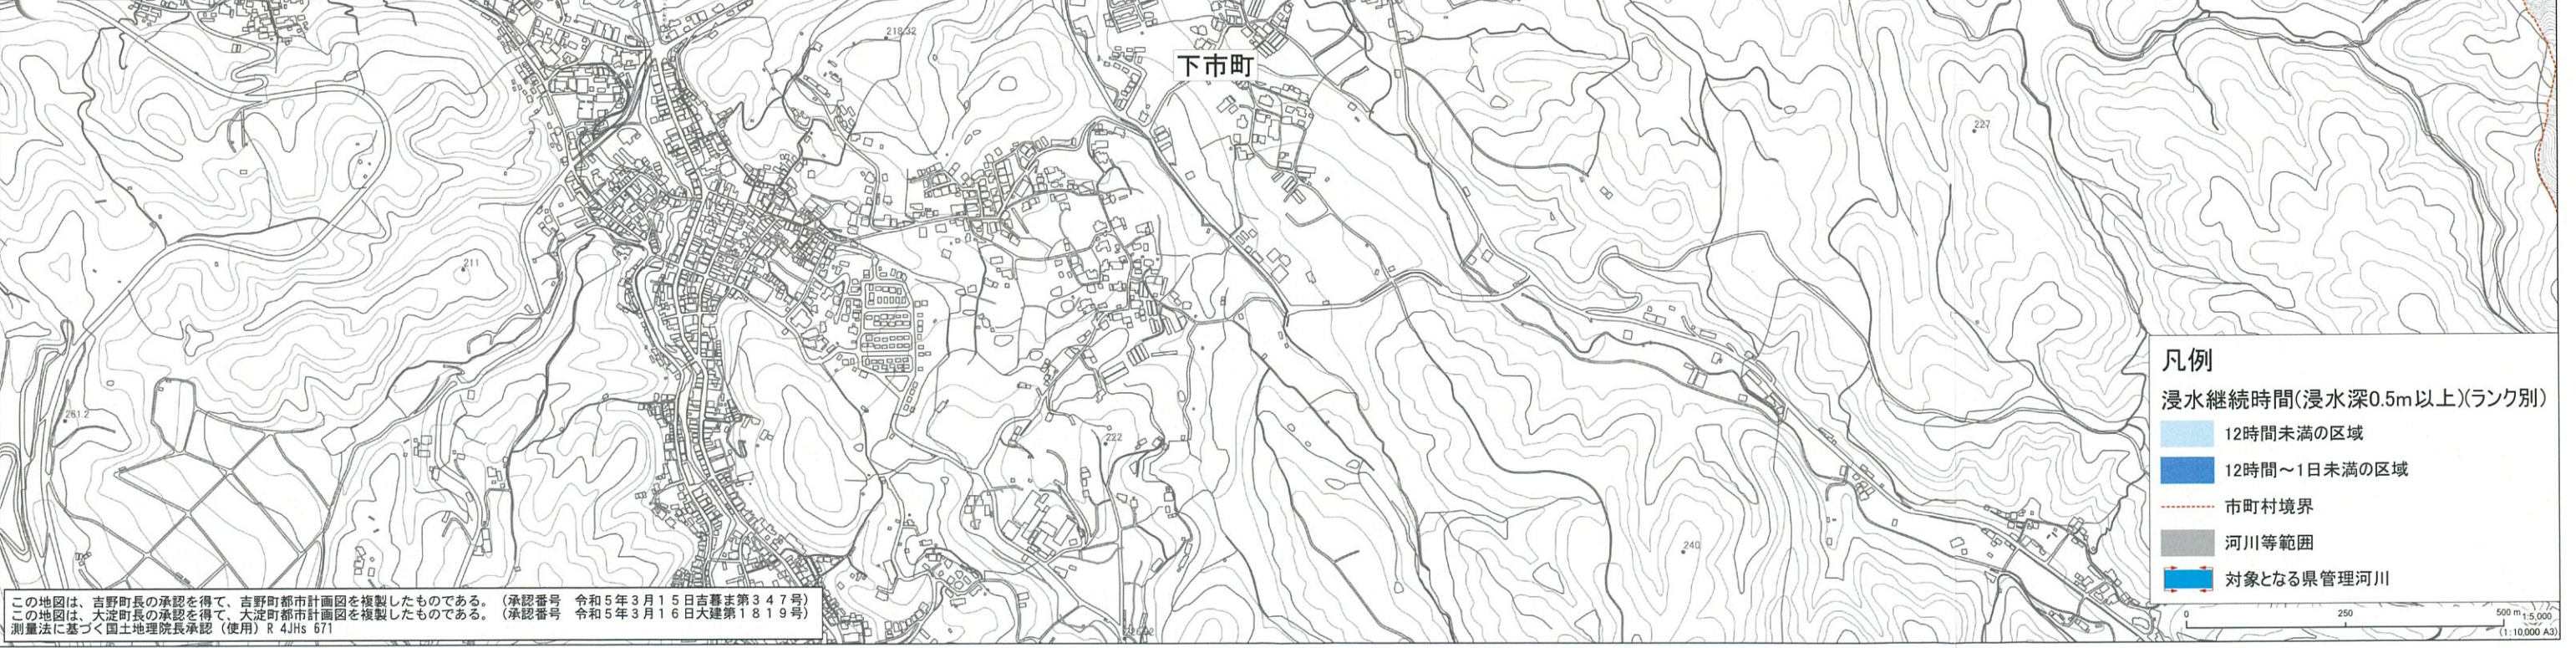 218.32
下市町
227
211
261.2
222
240
凡例
浸水継続時間(浸水深0.5m以上)(ランク別)
12時間未満の区域
12時間～1日未満の区域
市町村境界
河川等範囲
対象となる県管理河川
この地図は、吉野町長の承認を得て、吉野町都市計画図を複製したものである。（承認番号　令和５年３月１５日吉暮ま第３４７号）
この地図は、大淀町長の承認を得て、大淀町都市計画図を複製したものである。（承認番号　令和５年３月１６日大建第１８１９号）
測量法に基づく国土地理院長承認（使用）R 4JHs 671
0 250 500 m 1:5,000
(1:10,000 A3)